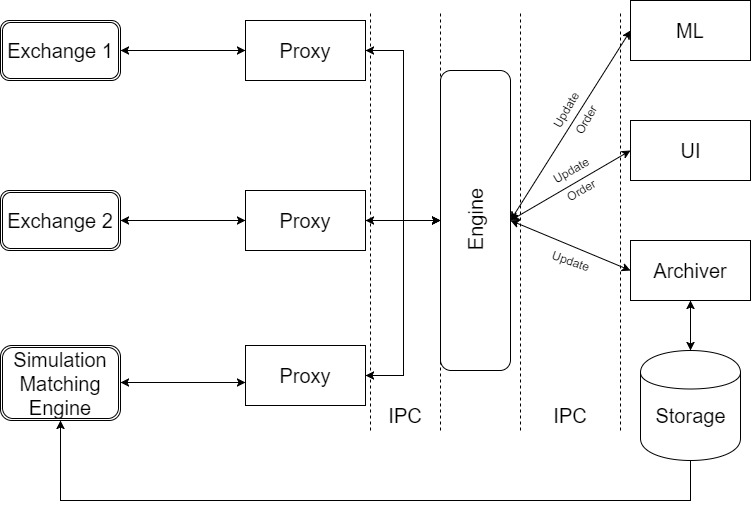 Exchange 1
Proxy
ML
Update
Order
Exchange 2
Proxy
Engine
Update
Order
UI
Update
Archiver
Simulation
Matching
Engine
Proxy
IPC
IPC
Storage